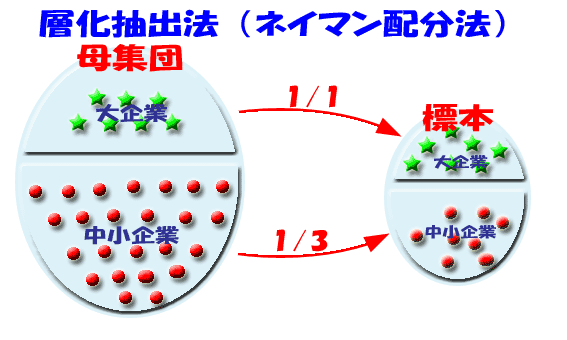 層化抽出法（ネイマン配分法）
母集団
大企業
1/1
標本
大企業
中小企業
1/3
中小企業